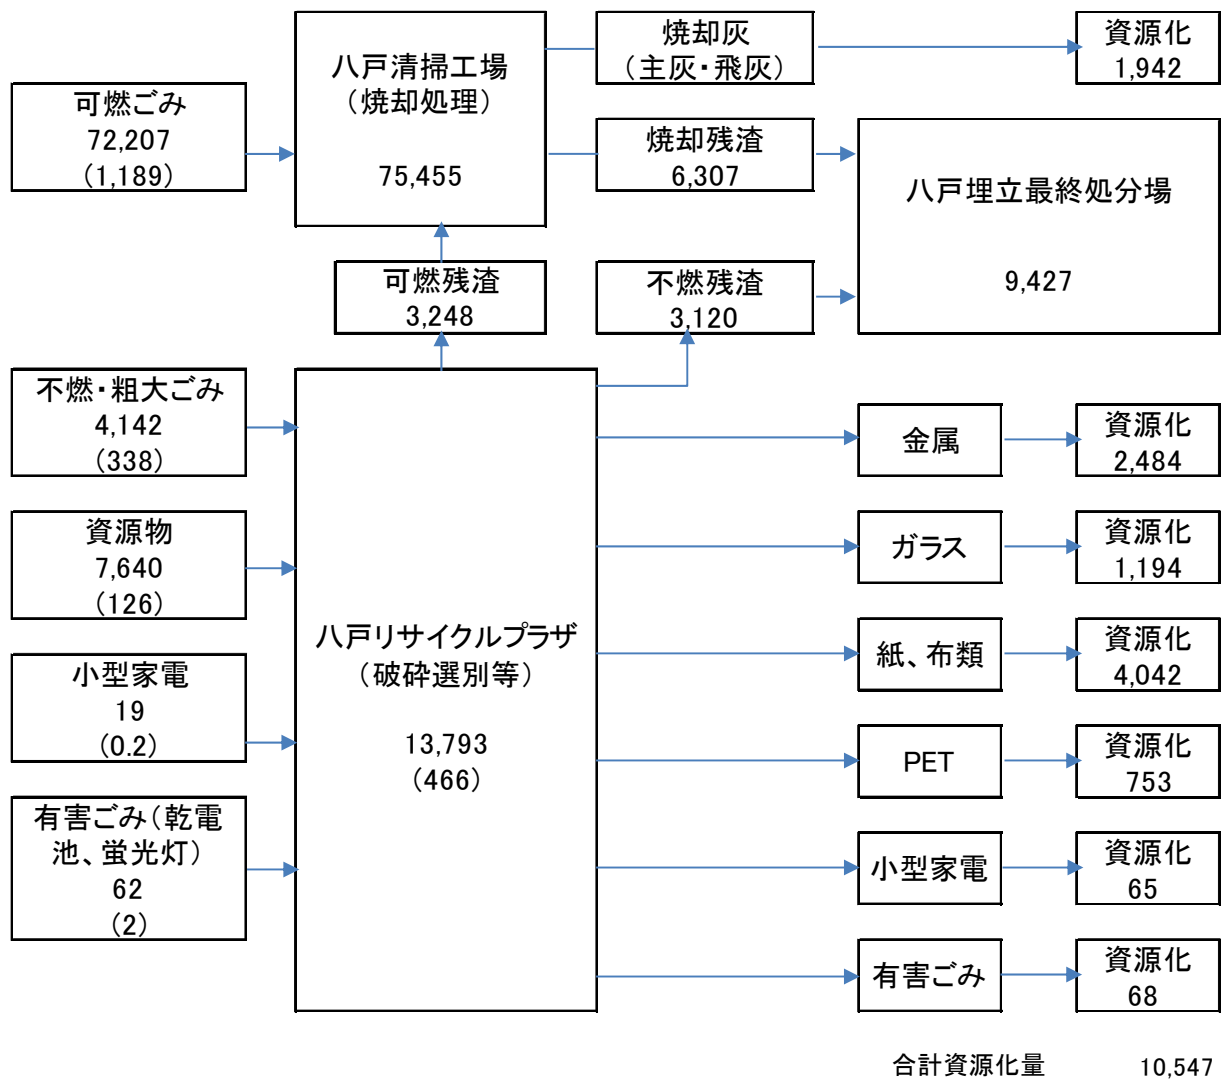 可燃ごみ
72,207
(1,189)
八戸清掃工場
(焼却処理)
75,455
焼却灰
(主灰・飛灰)
資源化
1,942
焼却残渣
6,307
八戸埋立最終処分場
9,427
可燃残渣
3,248
不燃残渣
3,120
不燃・粗大ごみ
4,142
(338)
資源物
7,640
(126)
小型家電
19
(0.2)
有害ごみ(乾電
池、蛍光灯)
62
(2)
八戸リサイクルプラザ
(破砕選別等)
13,793
(466)
金属
資源化
2,484
ガラス
資源化
1,194
紙、布類
資源化
4,042
PET
資源化
753
小型家電
資源化
65
有害ごみ
資源化
68
合計資源化量 10,547